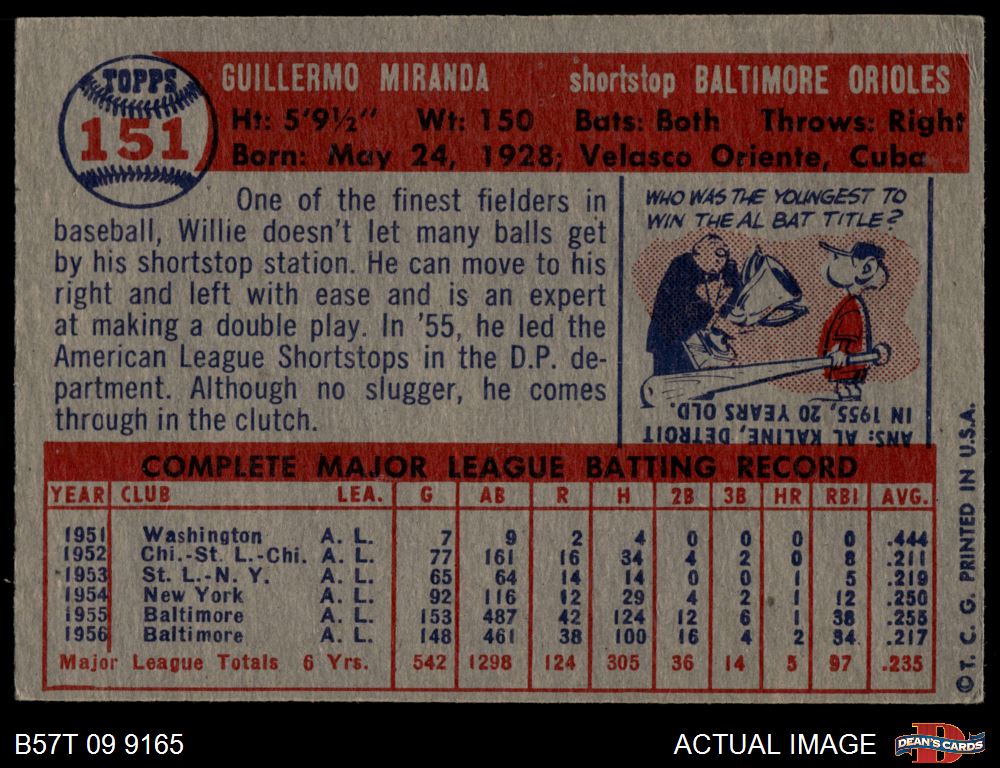 TOPPS
151
GUILLERMO MIRANDA shortstop BALTIMORE ORIOLES
Ht: 5'9½" Wt: 150 Bats: Both Throws: Right
Born: May 24, 1928; Velasco Oriente, Cuba
One of the finest fielders in
baseball, Willie doesn't let many balls get
by his shortstop station. He can move to his
right and left with ease and is an expert
at making a double play. In '55, he led the
American League Shortstops in the D.P. de-
partment. Although no slugger, he comes
through in the clutch.
WHO WAS THE YOUNGEST TO
WIN THE AL BAT TITLE?
ANS: AL KALINE, DETROIT,
IN 1955, 20 YEARS OLD.
COMPLETE MAJOR LEAGUE BATTING RECORD
YEAR CLUB LEA. G AB R H 2B 3B HR RBI AVG.
1951 Washington A. L. 7 9 2 4 0 0 0 0 .444
1952 Chi.-St. L.-Chi. A. L. 77 161 16 34 4 2 0 8 .211
1953 St. L.-N. Y. A. L. 65 64 14 14 0 0 1 5 .219
1954 New York A. L. 92 116 12 29 4 2 1 12 .250
1955 Baltimore A. L. 153 487 42 124 12 6 1 38 .255
1956 Baltimore A. L. 148 461 38 100 16 4 2 34 .217
Major League Totals 6 Yrs. 542 1298 124 305 36 14 5 97 .235
© T. C. G. PRINTED IN U.S.A.
B57T 09 9165 ACTUAL IMAGE
DEAN'S CARDS